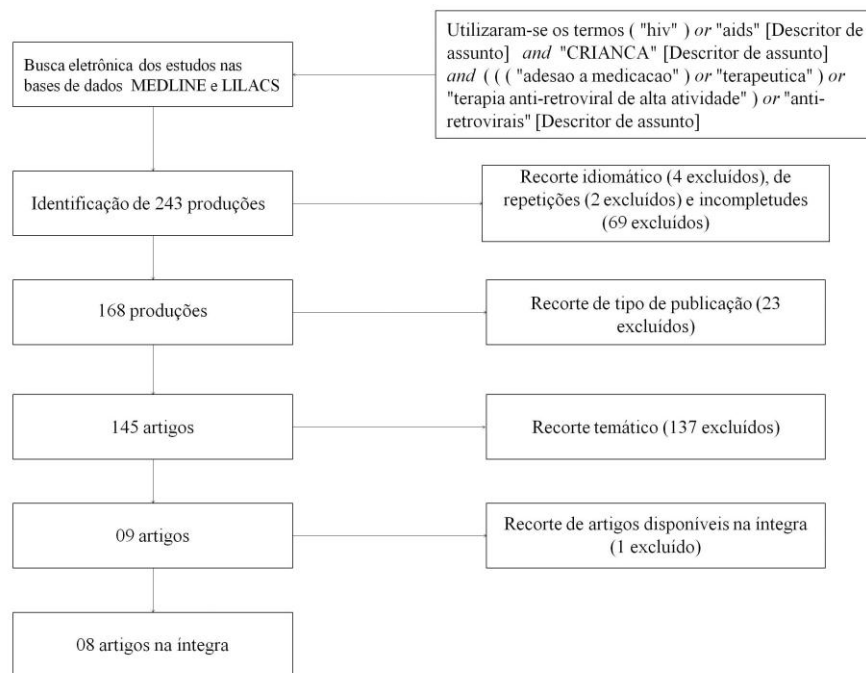 Busca eletrônica dos estudos nas
bases de dados MEDLINE e LILACS
Utilizaram-se os termos ( "hiv" ) or "aids" [Descritor de
assunto] and "CRIANCA" [Descritor de assunto]
and ( ( ( "adesao a medicacao" ) or "terapeutica" ) or
"terapia anti-retroviral de alta atividade" ) or "anti-
retrovirais" [Descritor de assunto]
Identificação de 243 produções
Recorte idiomático (4 excluídos), de
repetições (2 excluídos) e incompletudes
(69 excluídos)
168 produções
Recorte de tipo de publicação (23
excluídos)
145 artigos
Recorte temático (137 excluídos)
09 artigos
Recorte de artigos disponíveis na íntegra
(1 excluído)
08 artigos na íntegra